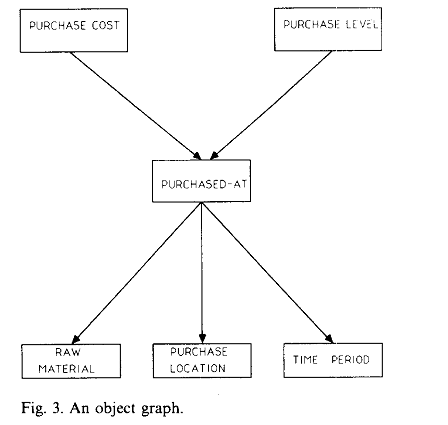 PURCHASE COST
PURCHASE LEVEL
PURCHASED-AT
RAW
MATERIAL
PURCHASE
LOCATION
TIME PERIOD
Fig. 3. An object graph.